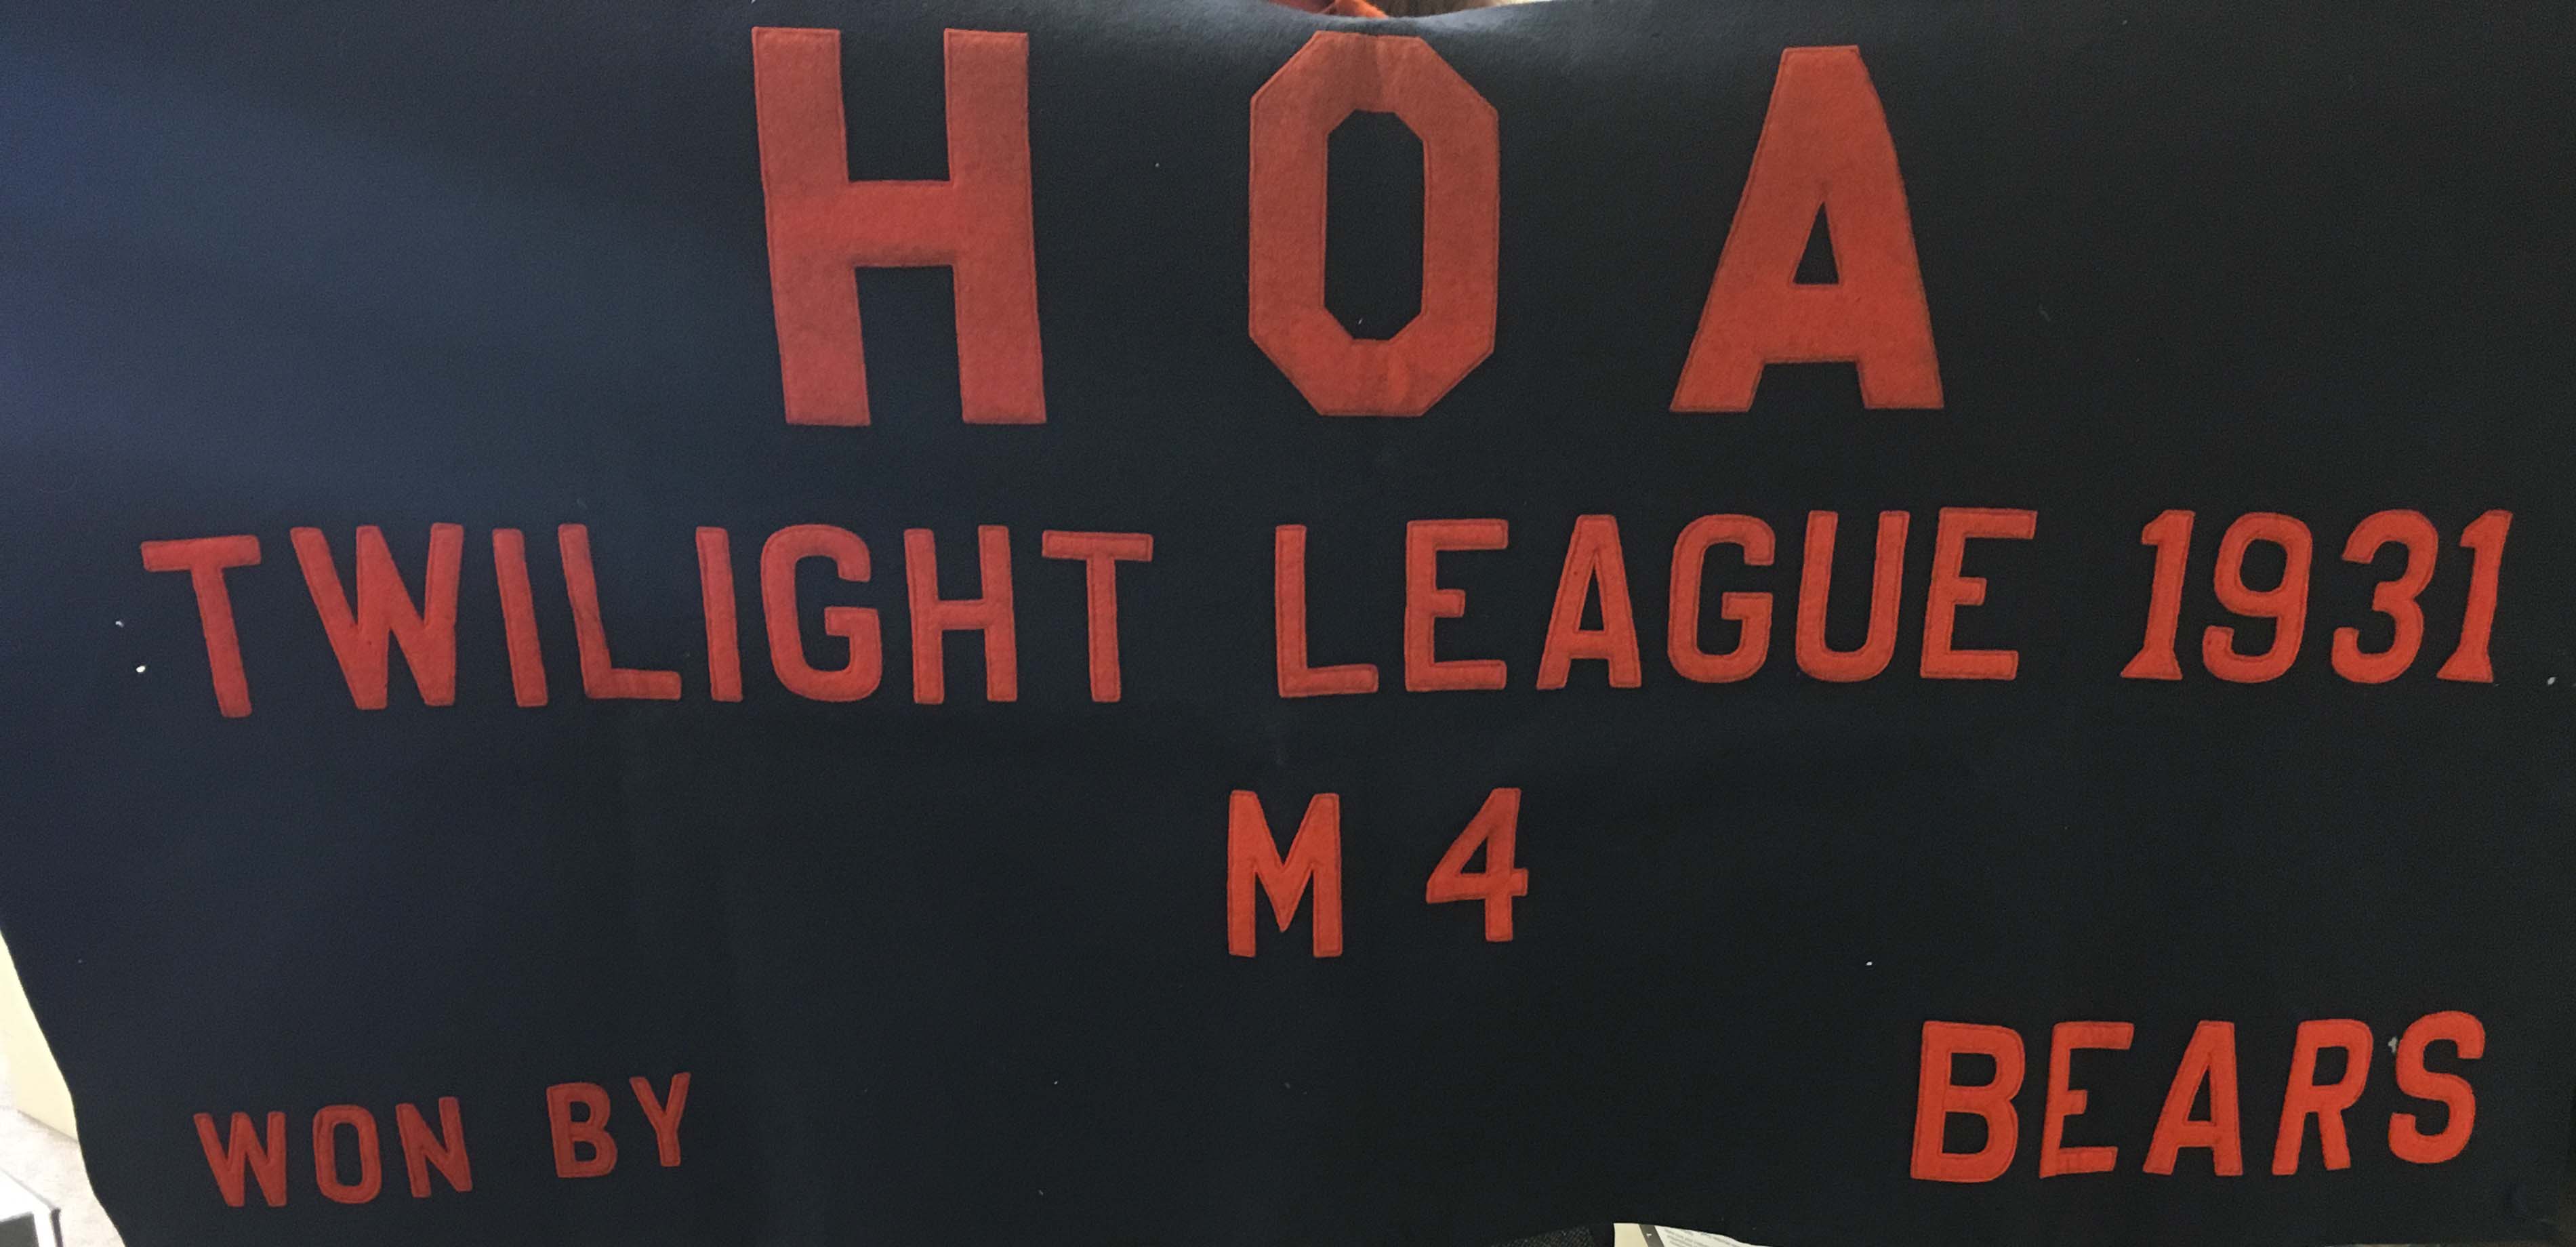 HOA
TWILIGHT LEAGUE 1931
M 4
WON BY BEARS